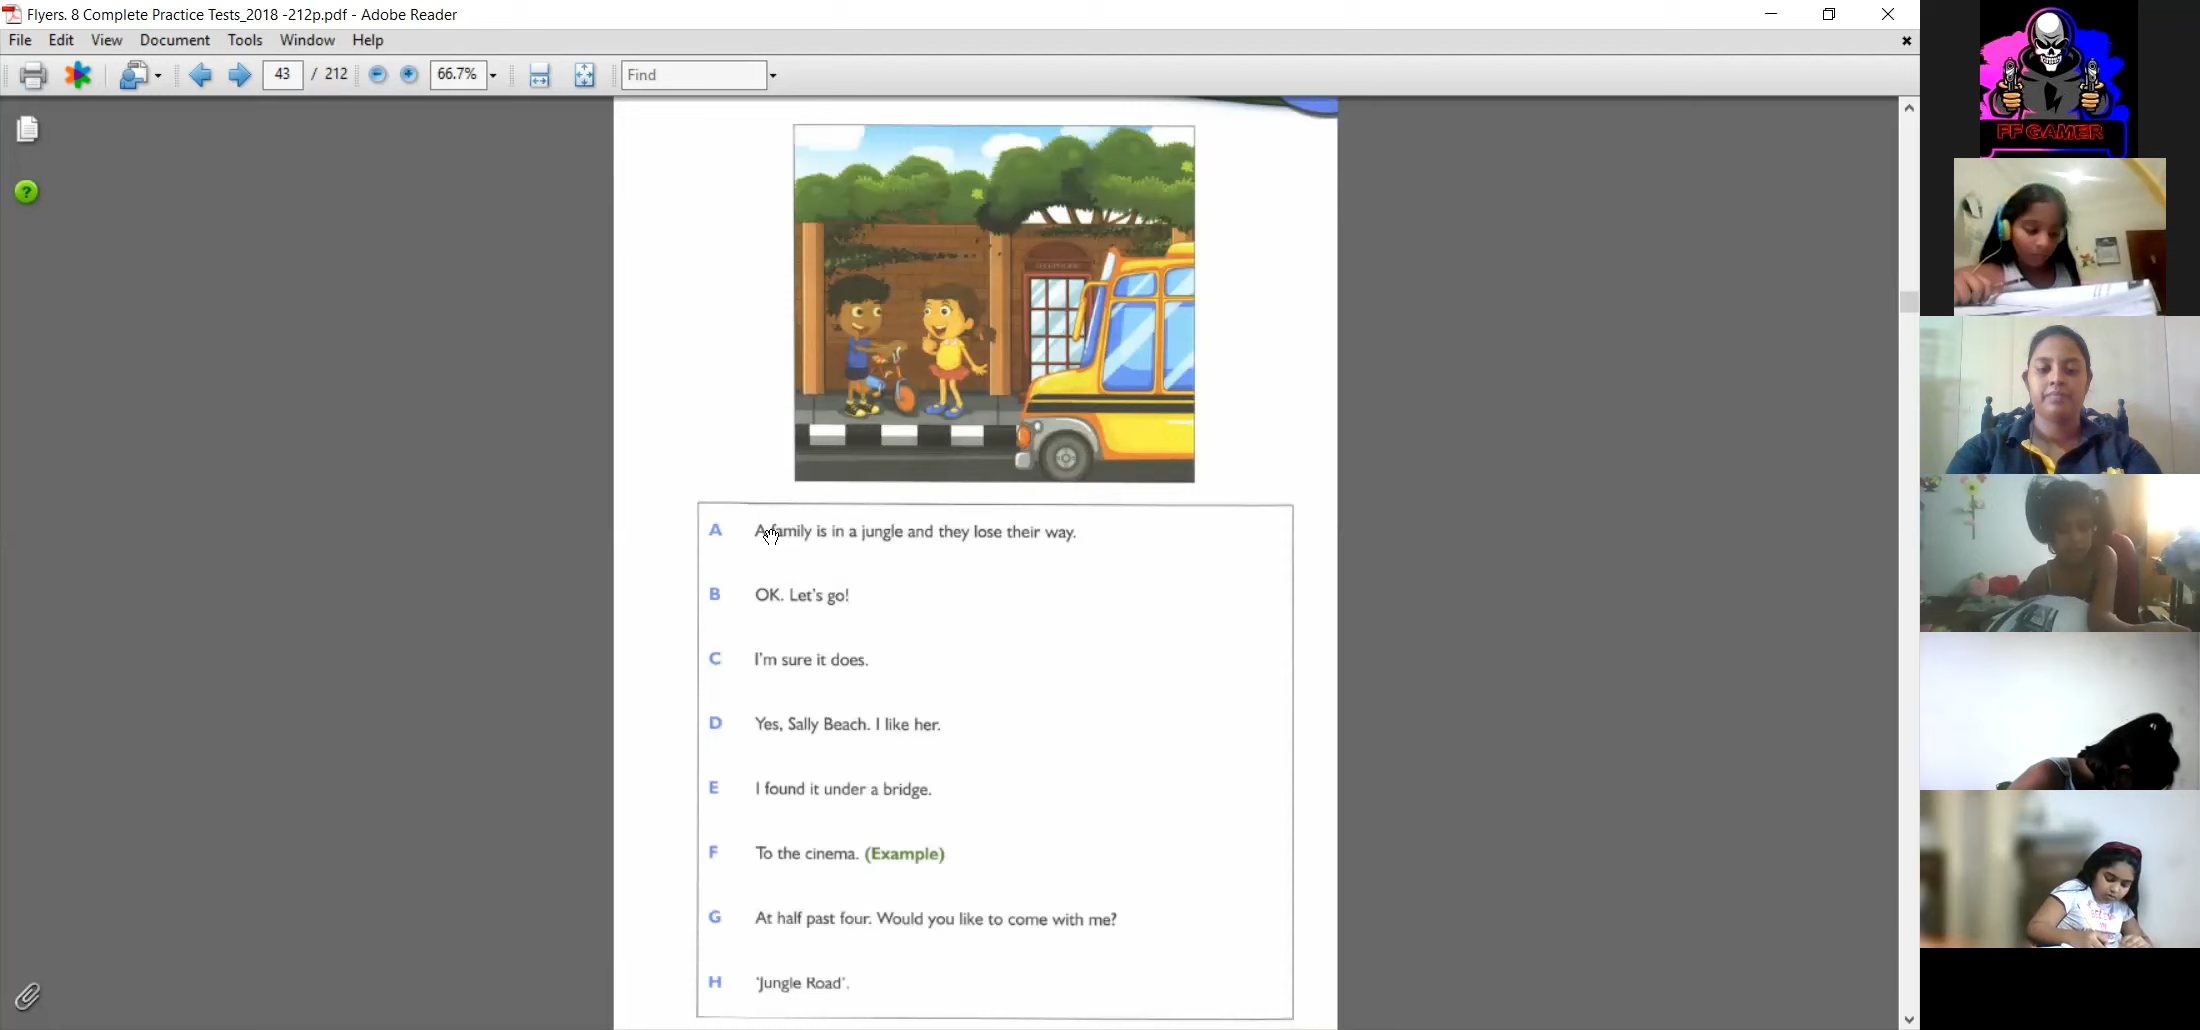 Flyers. 8 Complete Practice Tests_2018 -212p.pdf - Adobe Reader
File Edit View Document Tools Window Help
43 / 212 66.7% Find
FF GAMER
A A family is in a jungle and they lose their way.
B OK. Let's go!
C I'm sure it does.
D Yes, Sally Beach. I like her.
E I found it under a bridge.
F To the cinema. (Example)
G At half past four. Would you like to come with me?
H 'Jungle Road'.